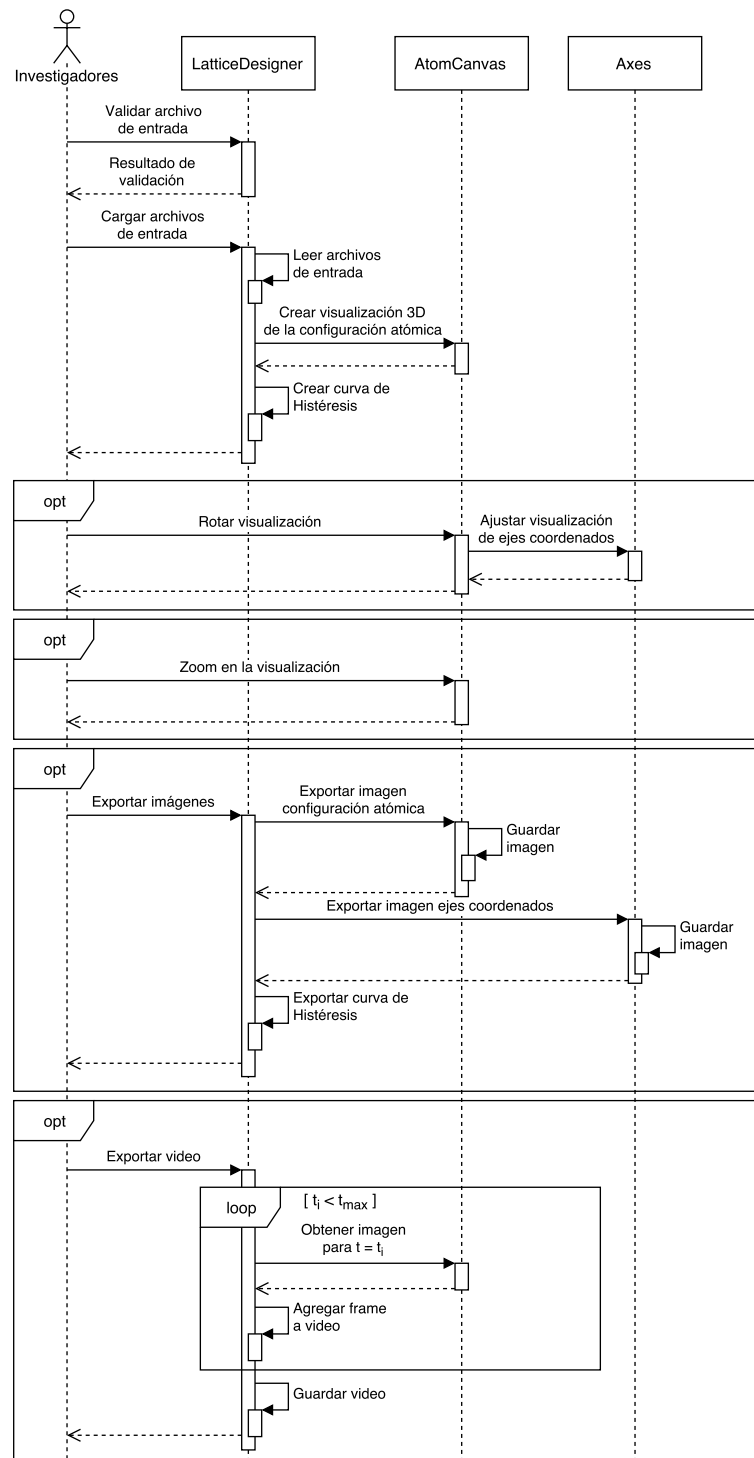 Investigadores
LatticeDesigner
AtomCanvas
Axes
Validar archivo
de entrada
Resultado de
validación
Cargar archivos
de entrada
Leer archivos
de entrada
Crear visualización 3D
de la configuración atómica
Crear curva de
Histéresis
opt
Rotar visualización
Ajustar visualización
de ejes coordenados
opt
Zoom en la visualización
opt
Exportar imágenes
Exportar imagen
configuración atómica
Guardar
imagen
Exportar imagen ejes coordenados
Guardar
imagen
Exportar curva de
Histéresis
opt
Exportar video
loop
[ tᵢ < tmax ]
Obtener imagen
para t = tᵢ
Agregar frame
a video
Guardar video